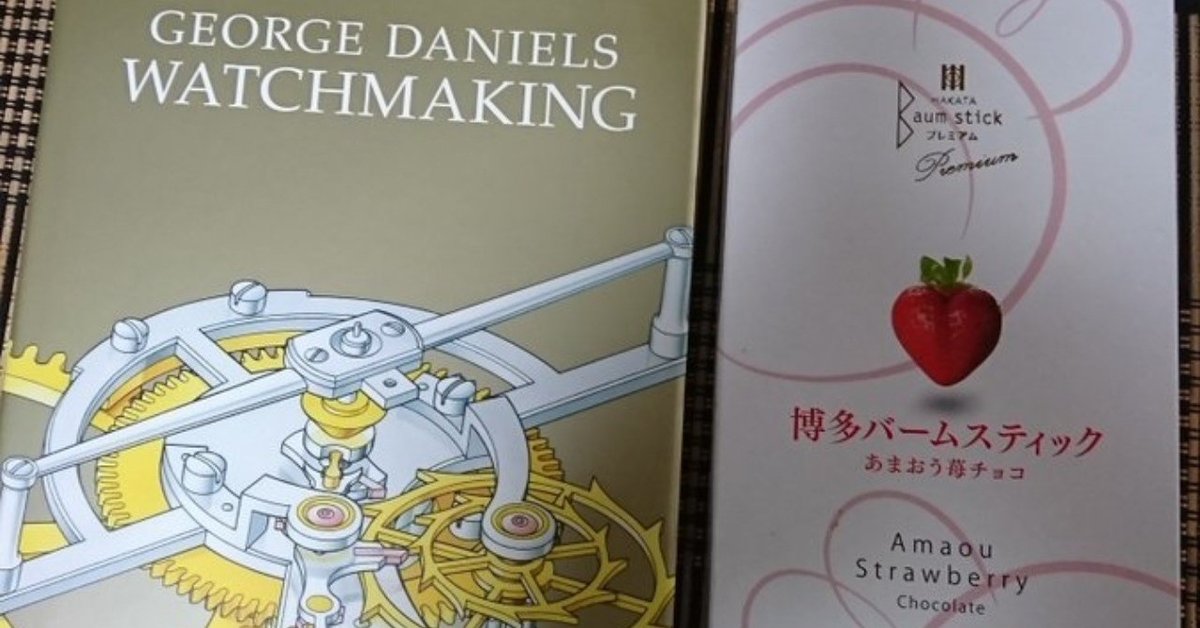 GEORGE DANIELS
WATCHMAKING
HAKATA
Baum stick
プレミアム
Premium
博多バームスティック
あまおう苺チョコ
Amaou
Strawberry
Chocolate